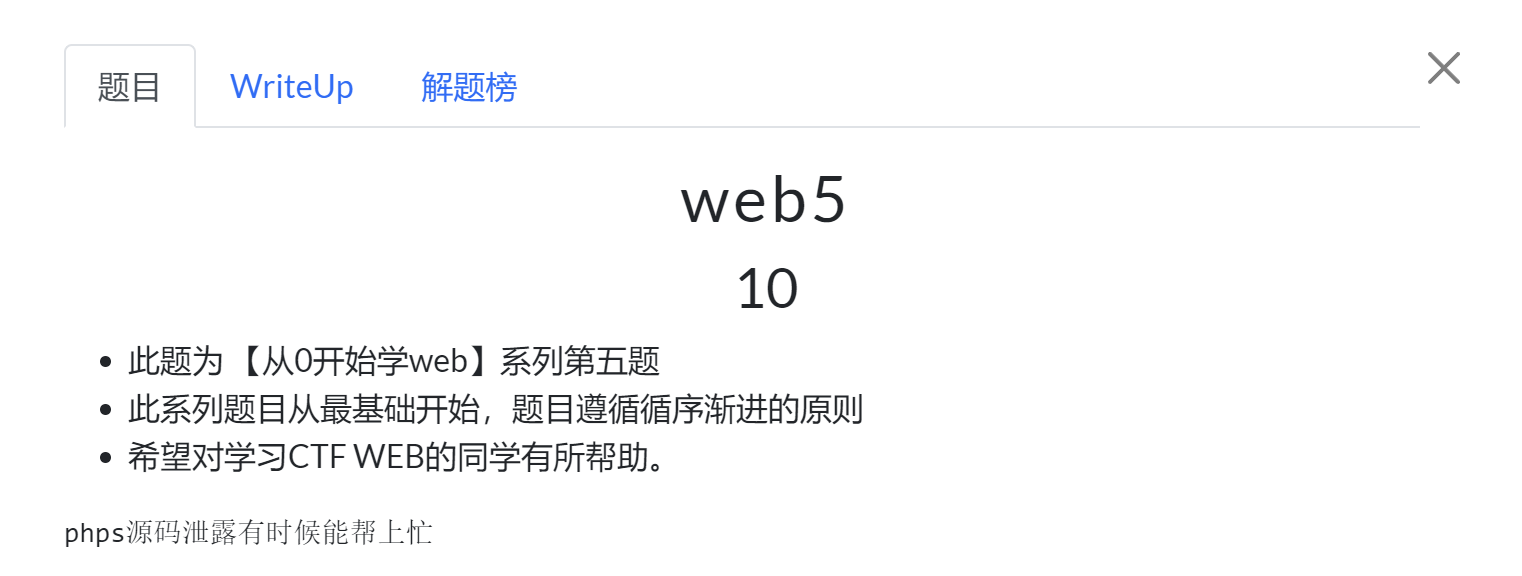 题目 WriteUp 解题榜
web5
10
此题为 【从0开始学web】系列第五题
此系列题目从最基础开始，题目遵循循序渐进的原则
希望对学习CTF WEB的同学有所帮助。
phps源码泄露有时候能帮上忙